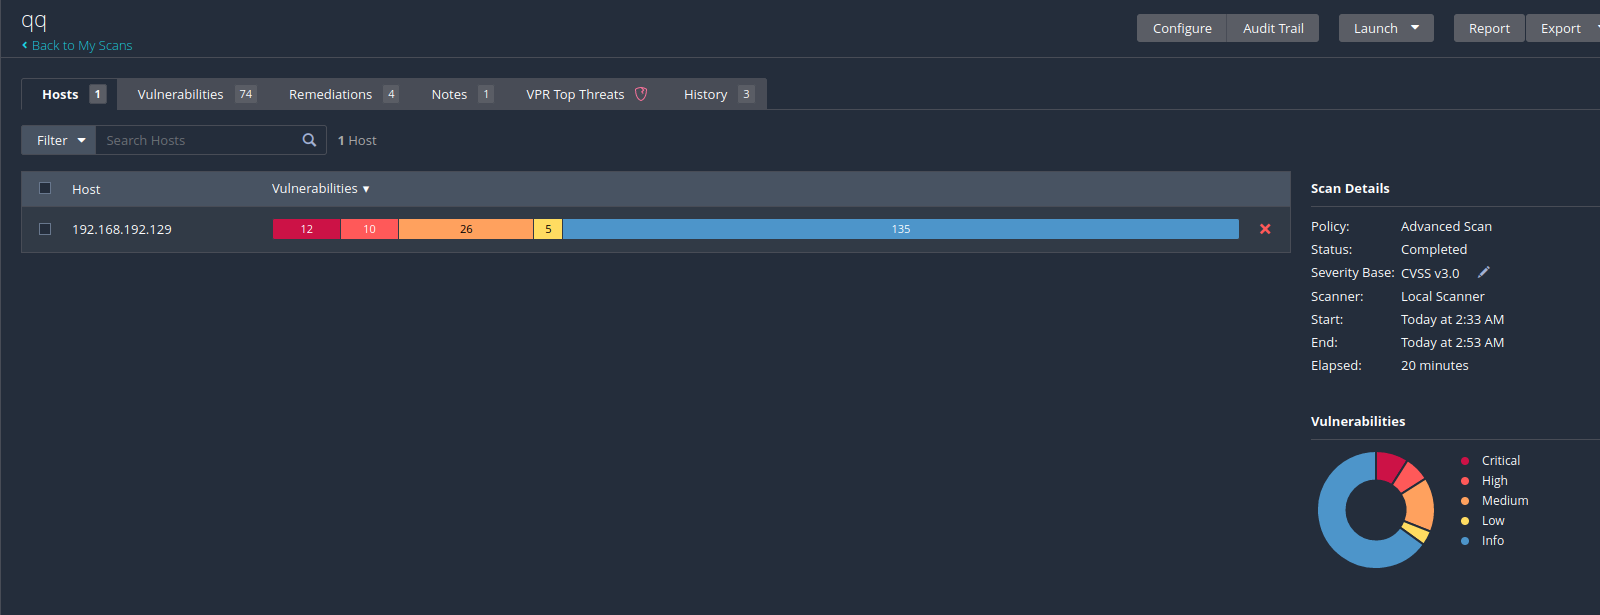 qq
Back to My Scans
Configure Audit Trail Launch Report Export
Hosts 1 Vulnerabilities 74 Remediations 4 Notes 1 VPR Top Threats History 3
Filter Search Hosts 1 Host
Host Vulnerabilities
192.168.192.129 12 10 26 5 135
Scan Details
Policy: Advanced Scan
Status: Completed
Severity Base: CVSS v3.0
Scanner: Local Scanner
Start: Today at 2:33 AM
End: Today at 2:53 AM
Elapsed: 20 minutes
Vulnerabilities
Critical
High
Medium
Low
Info